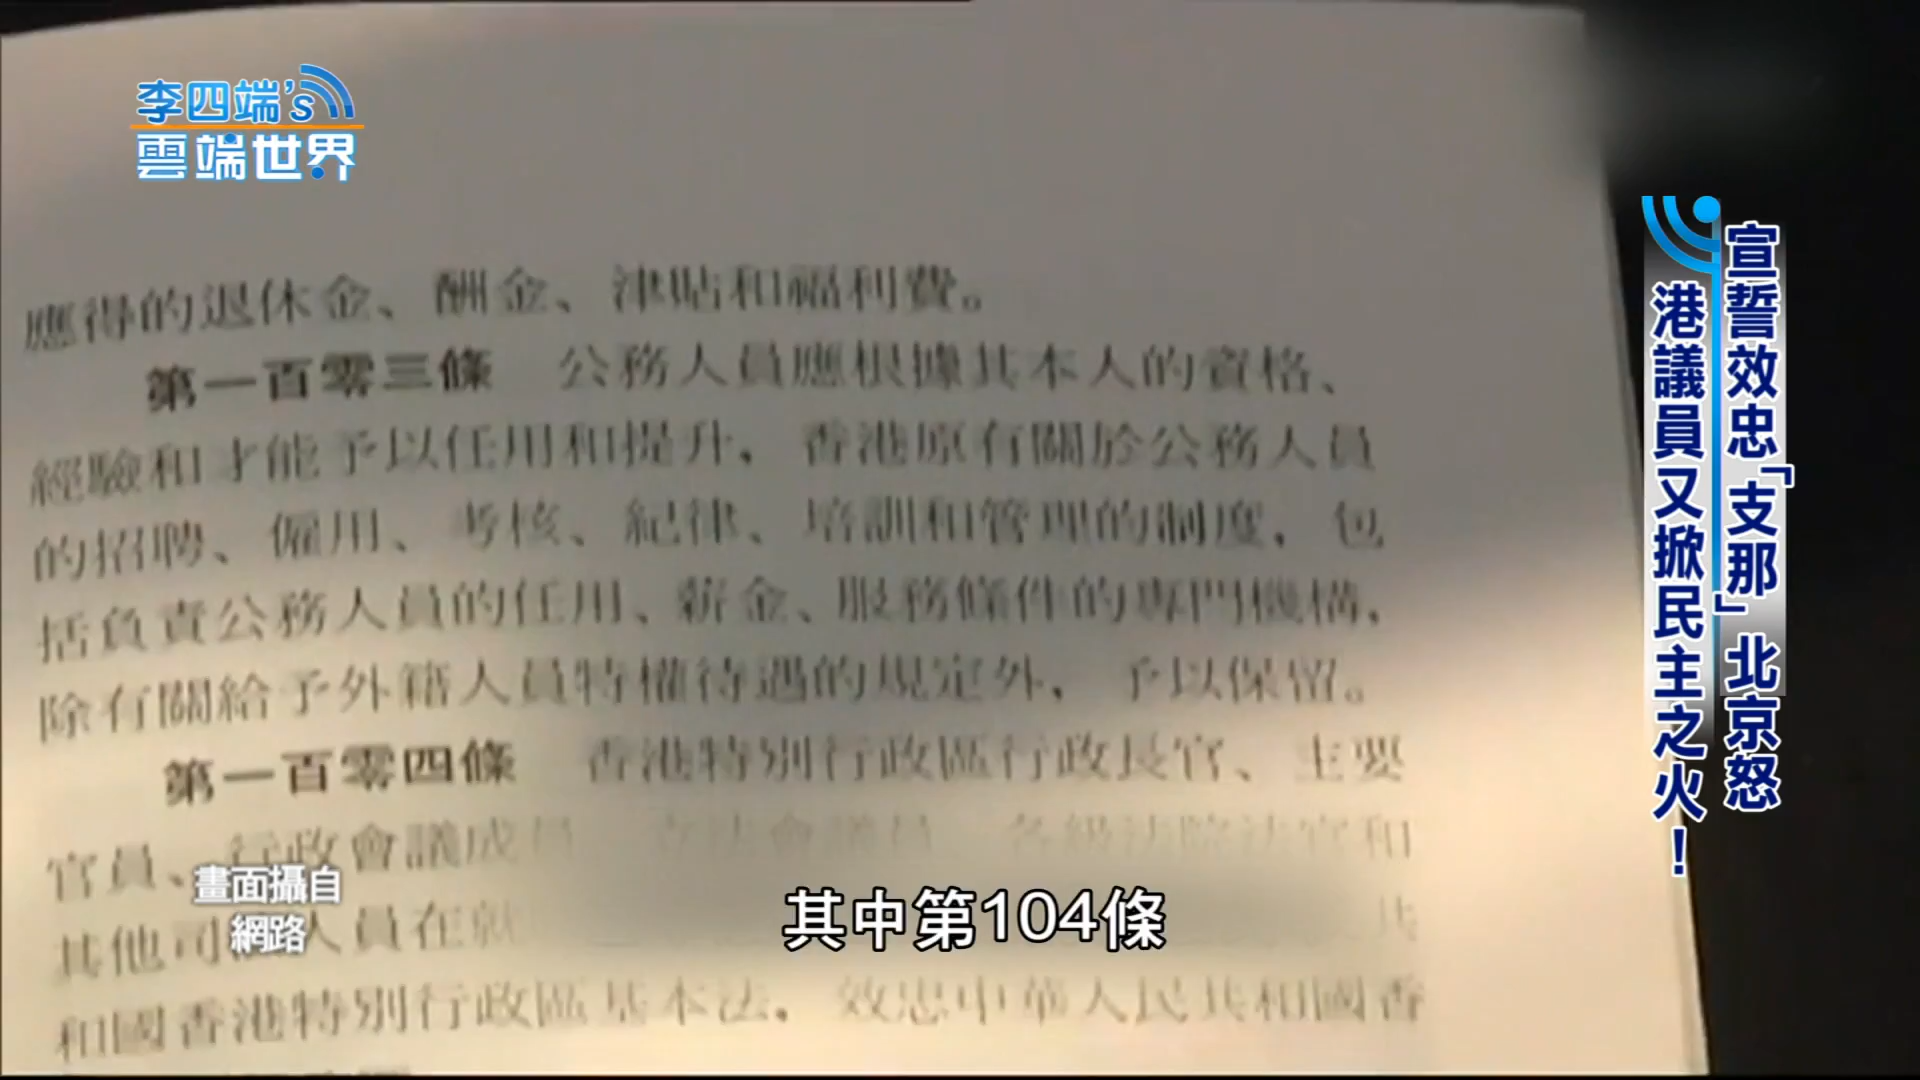 李四端's
雲端世界
宣誓效忠「支那」北京怒
港議員又掀民主之火！
應得的退休金、酬金、津貼和福利費。
第一百零三條 公務人員應根據其本人的資格、
經驗和才能予以任用和提升，香港原有關於公務人員
的招聘、僱用、考核、紀律、培訓和管理的制度，包
括負責公務人員的任用、薪金、服務條件的專門機構，
除有關給予外籍人員特權待遇的規定外，予以保留。
第一百零四條 香港特別行政區行政長官、主要
官員、行政會議成員、立法會議員、各級法院法官和
其他司 人員在就 共
和國香港特別行政區基本法，效忠中華人民共和國香
畫面攝自
網路
其中第104條